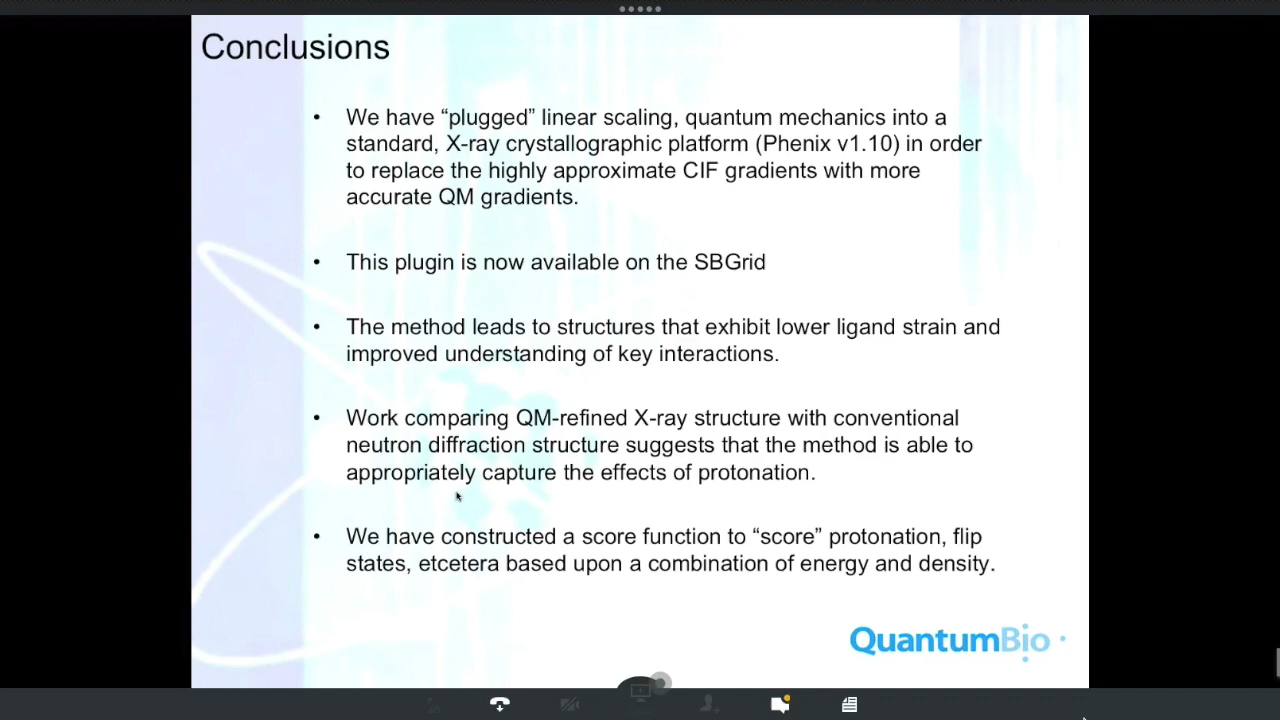 Conclusions
• We have “plugged” linear scaling, quantum mechanics into a
standard, X-ray crystallographic platform (Phenix v1.10) in order
to replace the highly approximate CIF gradients with more
accurate QM gradients.
• This plugin is now available on the SBGrid
• The method leads to structures that exhibit lower ligand strain and
improved understanding of key interactions.
• Work comparing QM-refined X-ray structure with conventional
neutron diffraction structure suggests that the method is able to
appropriately capture the effects of protonation.
• We have constructed a score function to “score” protonation, flip
states, etcetera based upon a combination of energy and density.
QuantumBio